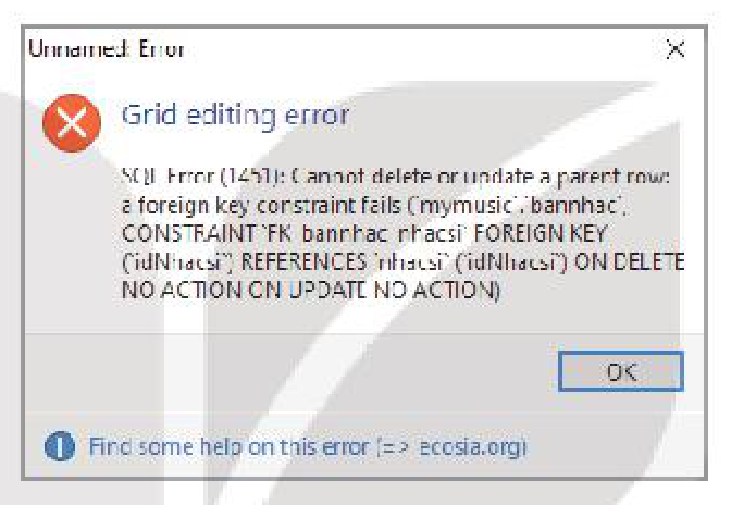 Unnamed: Error
Grid editing error
SQL Error (1451): Cannot delete or update a parent row:
a foreign key constraint fails (`mymusic`.`bannhac`,
CONSTRAINT `FK_bannhac_nhacsi` FOREIGN KEY
(`idNhacsi`) REFERENCES `nhacsi` (`idNhacsi`) ON DELETE
NO ACTION ON UPDATE NO ACTION)
OK
Find some help on this error (=> ecosia.org)